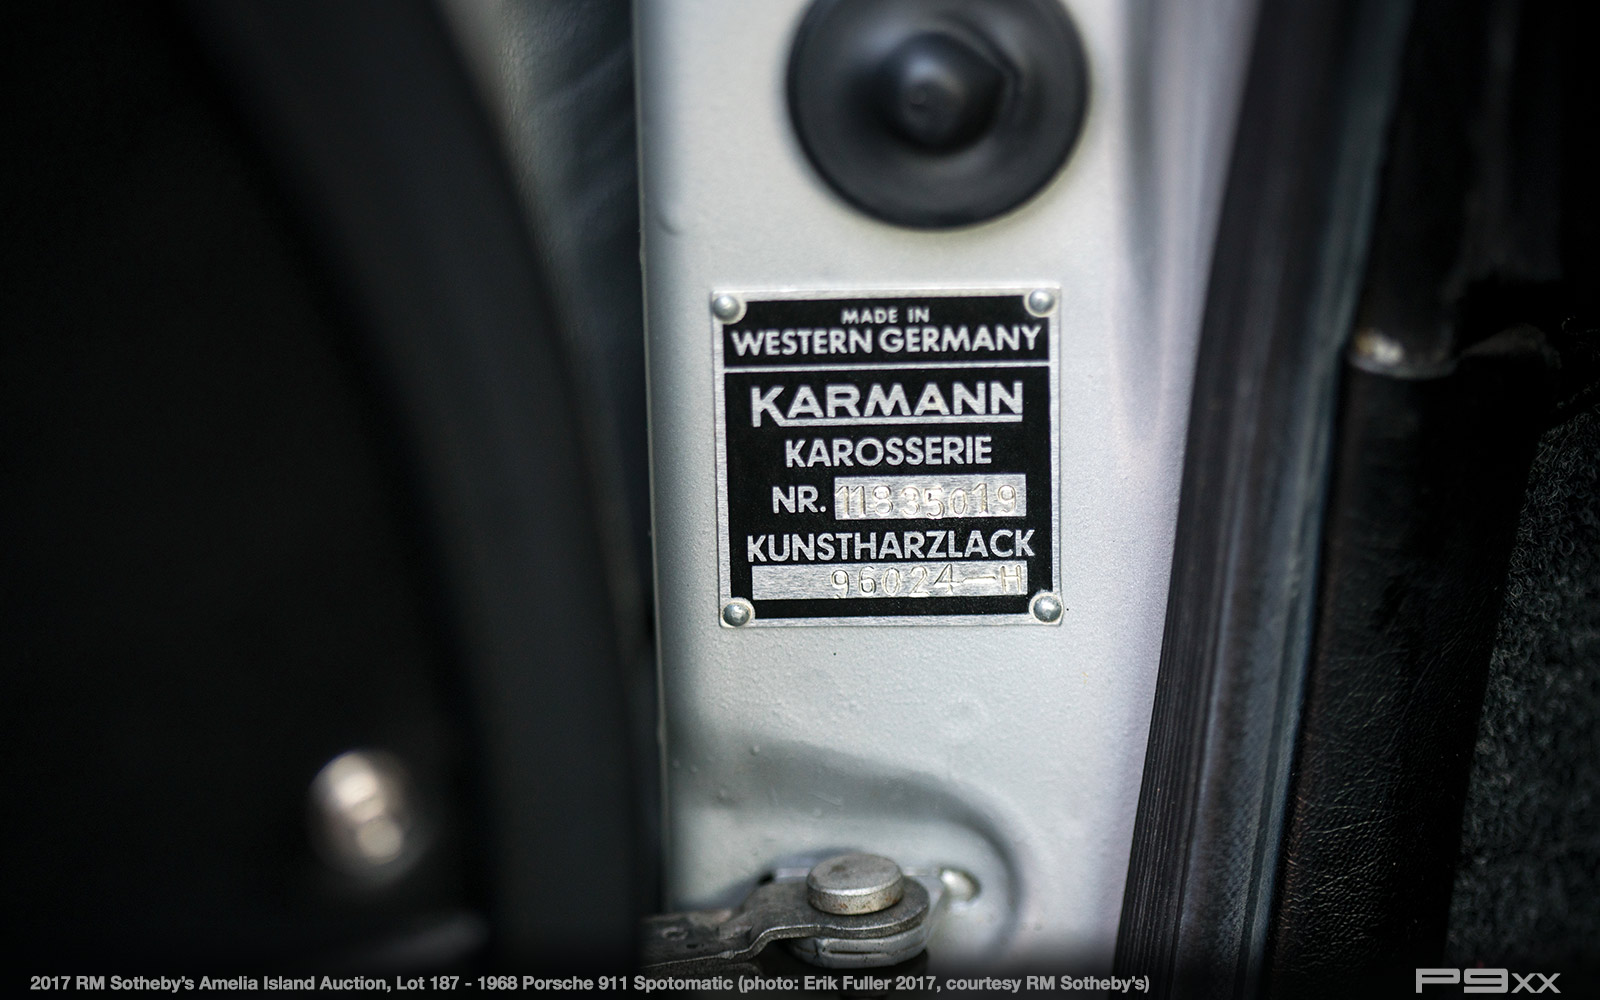 MADE IN
WESTERN GERMANY
KARMANN
KAROSSERIE
NR. 11835019
KUNSTHARZLACK
96024-H
2017 RM Sotheby's Amelia Island Auction, Lot 187 - 1968 Porsche 911 Spotomatic (photo: Erik Fuller 2017, courtesy RM Sotheby's)
P9xx